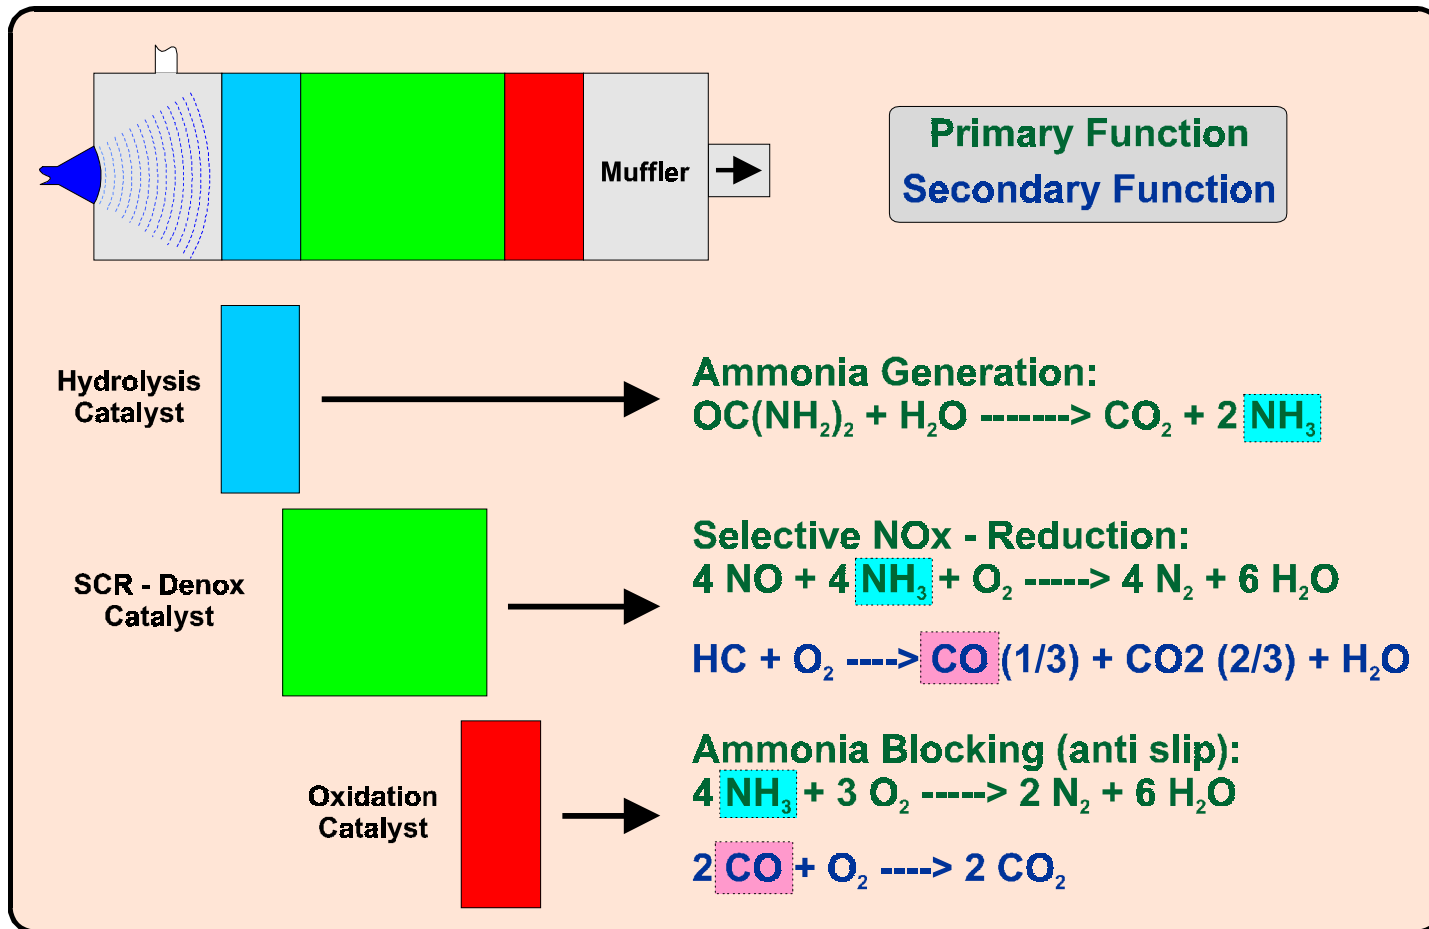 Muffler
Primary Function
Secondary Function
Hydrolysis
Catalyst
Ammonia Generation:
OC(NH₂)₂ + H₂O -------> CO₂ + 2 NH₃
SCR - Denox
Catalyst
Selective NOx - Reduction:
4 NO + 4 NH₃ + O₂ -----> 4 N₂ + 6 H₂O
HC + O₂ ----> CO (1/3) + CO2 (2/3) + H₂O
Oxidation
Catalyst
Ammonia Blocking (anti slip):
4 NH₃ + 3 O₂ -----> 2 N₂ + 6 H₂O
2 CO + O₂ ----> 2 CO₂